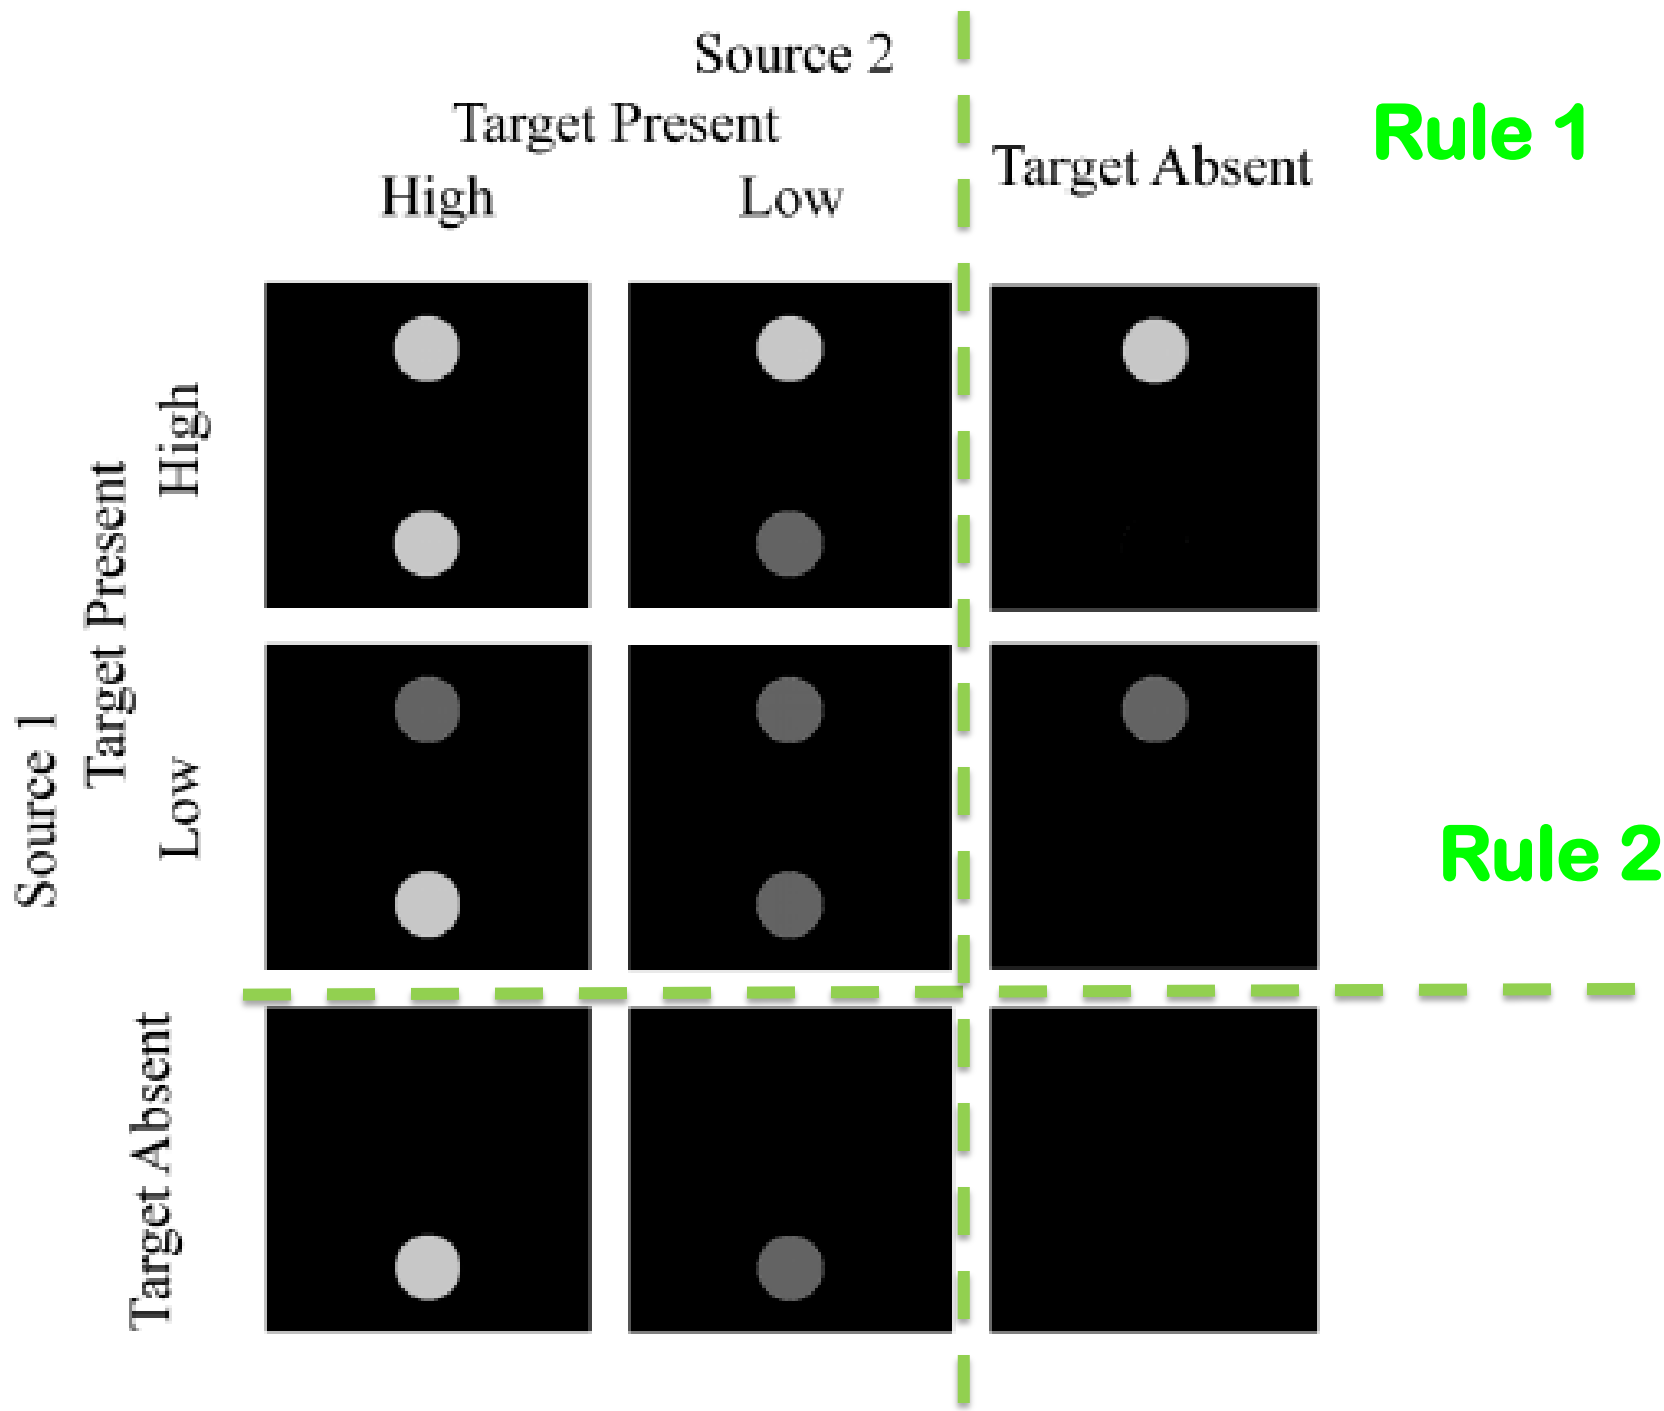 Source 2
Target Present
High
Low
Target Absent
Rule 1
Source 1
Target Present
High
Low
Target Absent
Rule 2